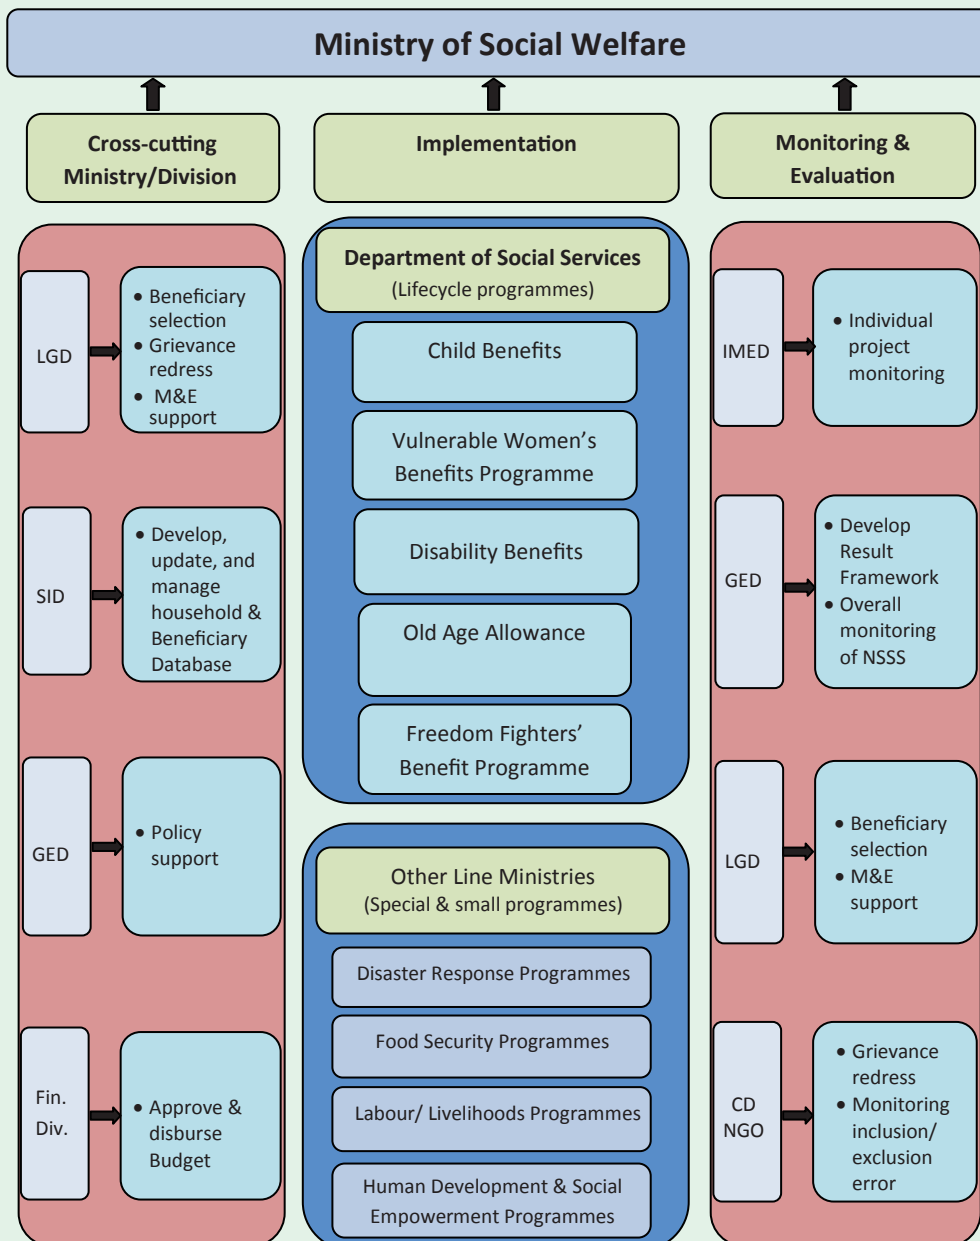 Ministry of Social Welfare
Cross-cutting
Ministry/Division
LGD
• Beneficiary
selection
• Grievance
redress
• M&E
support
SID
• Develop,
update, and
manage
household &
Beneficiary
Database
GED
• Policy
support
Fin.
Div.
• Approve &
disburse
Budget
Implementation
Department of Social Services
(Lifecycle programmes)
Child Benefits
Vulnerable Women’s
Benefits Programme
Disability Benefits
Old Age Allowance
Freedom Fighters’
Benefit Programme
Other Line Ministries
(Special & small programmes)
Disaster Response Programmes
Food Security Programmes
Labour/ Livelihoods Programmes
Human Development & Social
Empowerment Programmes
Monitoring &
Evaluation
IMED
• Individual
project
monitoring
GED
• Develop
Result
Framework
• Overall
monitoring
of NSSS
LGD
• Beneficiary
selection
• M&E
support
CD
NGO
• Grievance
redress
• Monitoring
inclusion/
exclusion
error